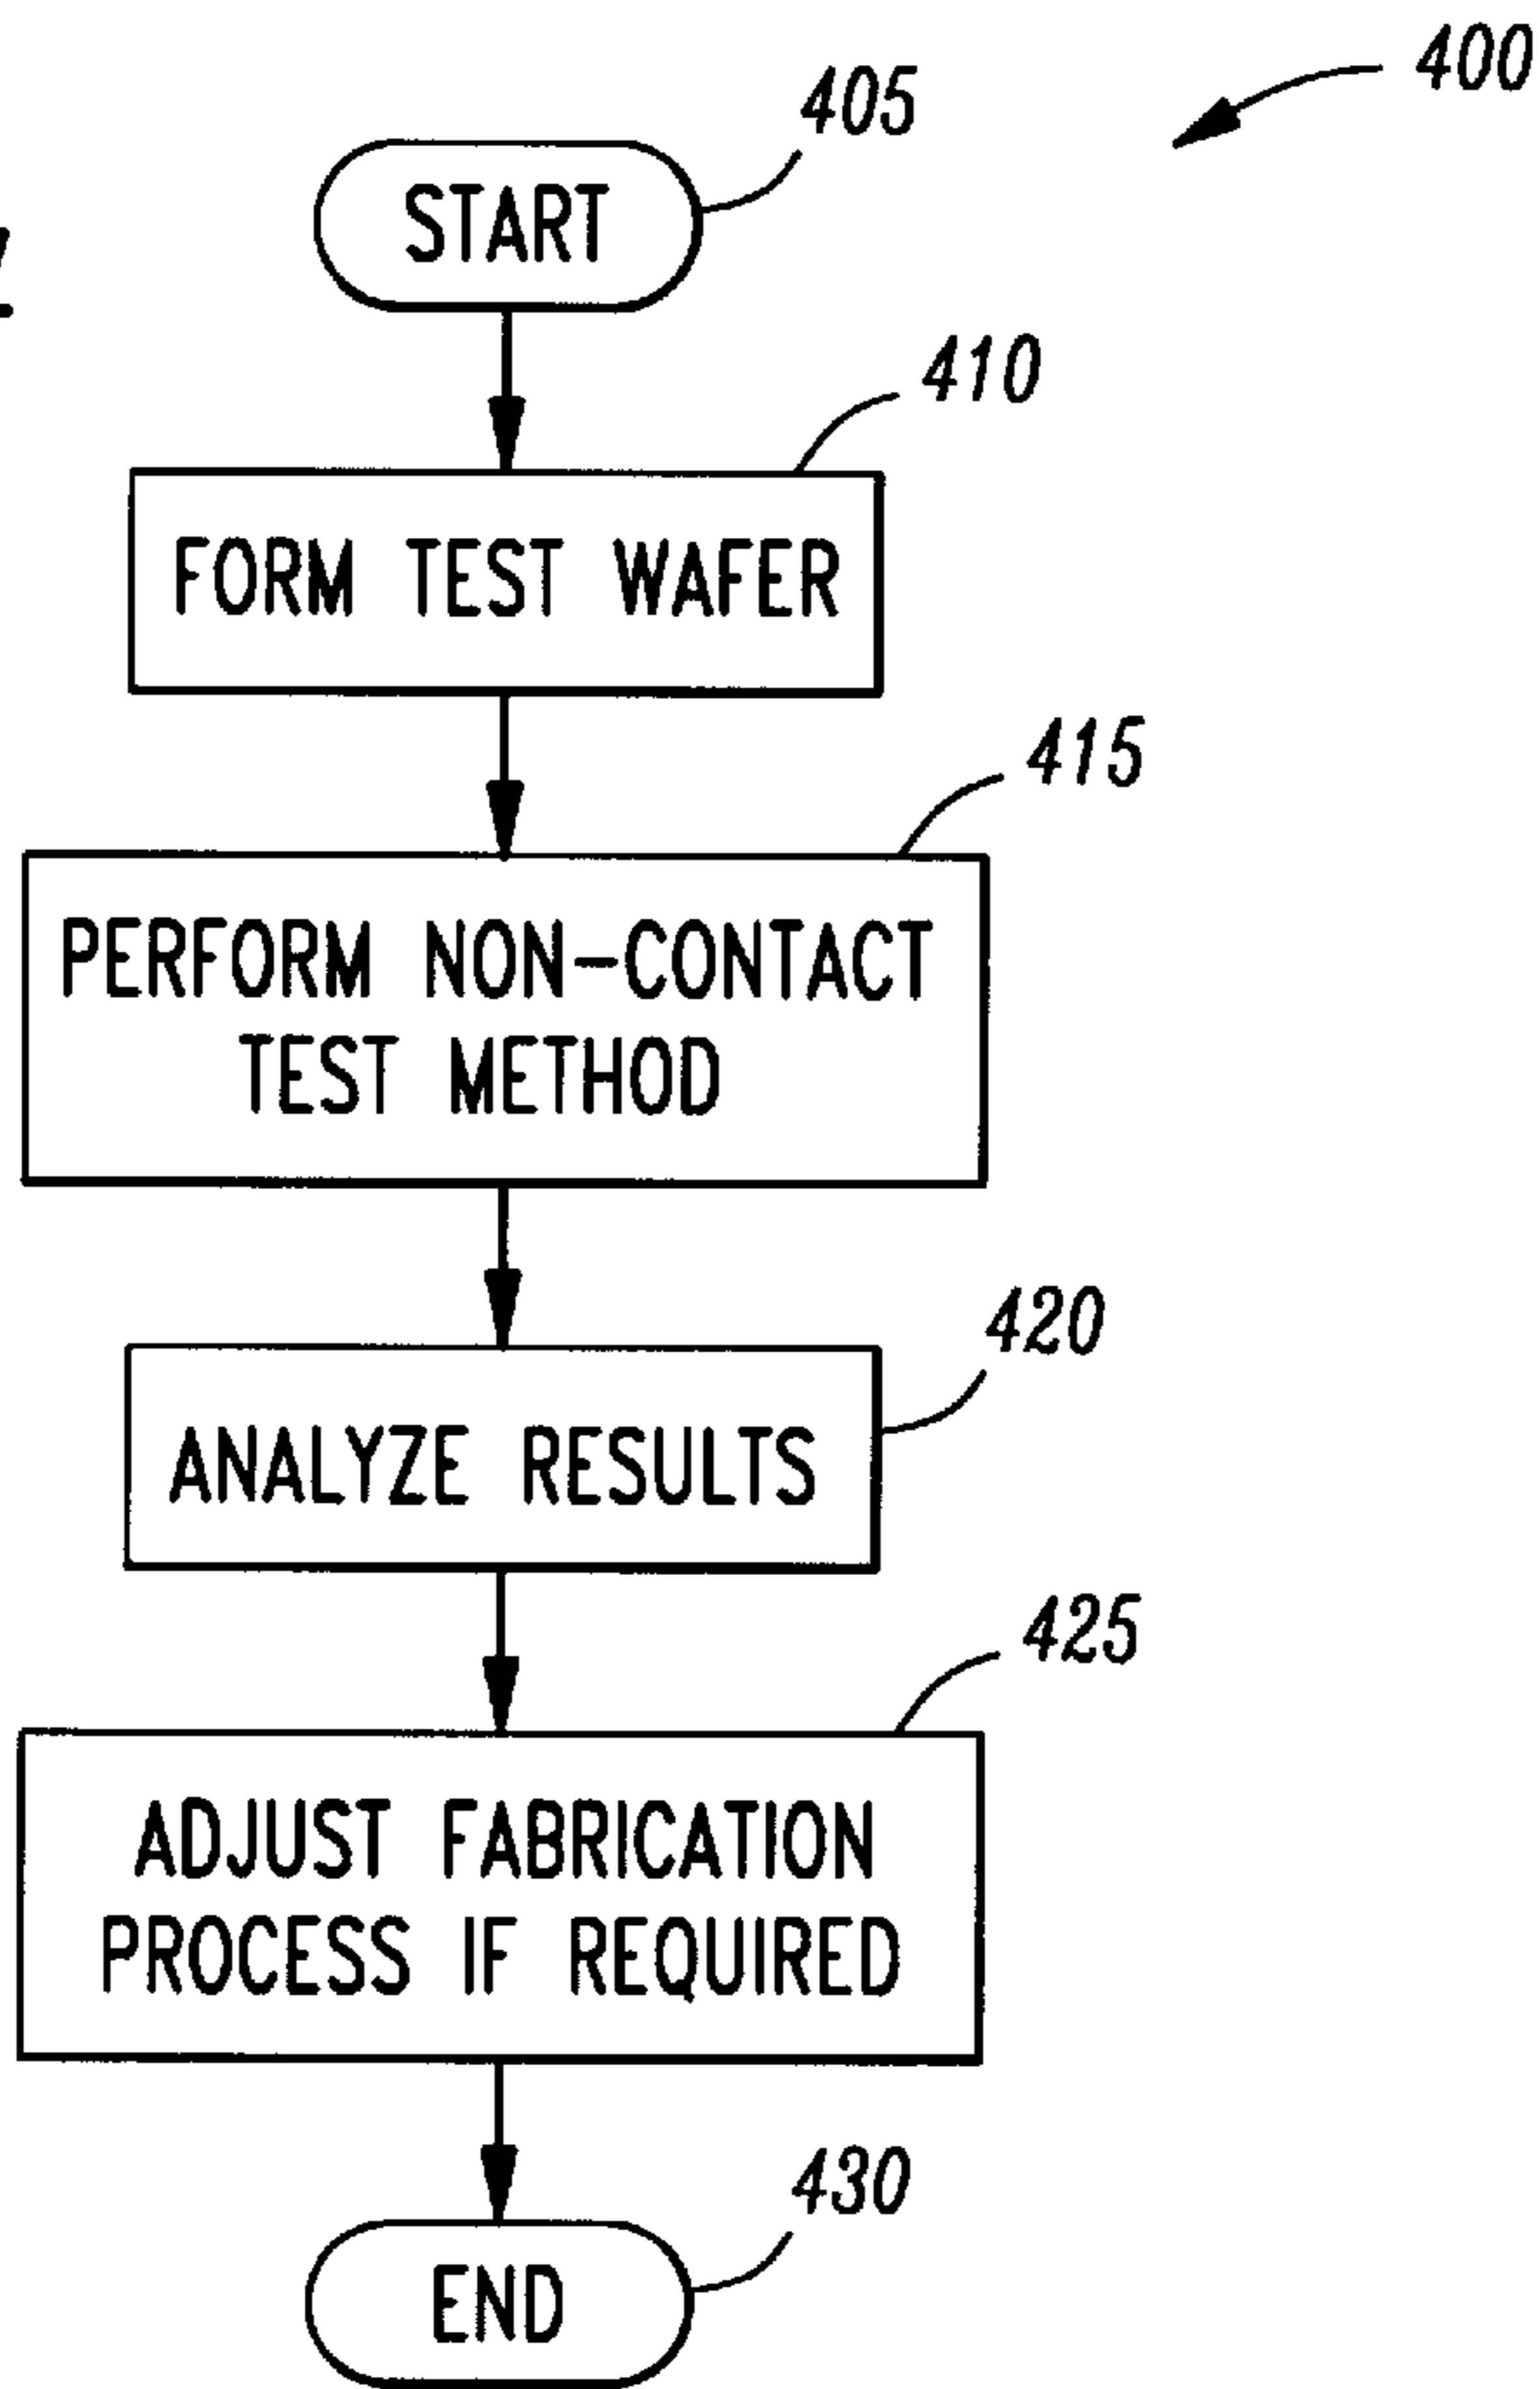 400
405
START
410
FORM TEST WAFER
415
PERFORM NON-CONTACT
TEST METHOD
420
ANALYZE RESULTS
425
ADJUST FABRICATION
PROCESS IF REQUIRED
430
END